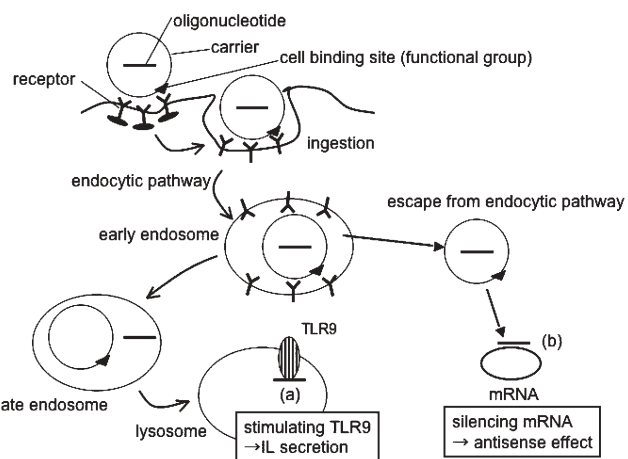 oligonucleotide
carrier
cell binding site (functional group)
receptor
ingestion
endocytic pathway
escape from endocytic pathway
early endosome
TLR9
(b)
(a)
mRNA
ate endosome
lysosome
stimulating TLR9
→IL secretion
silencing mRNA
→ antisense effect